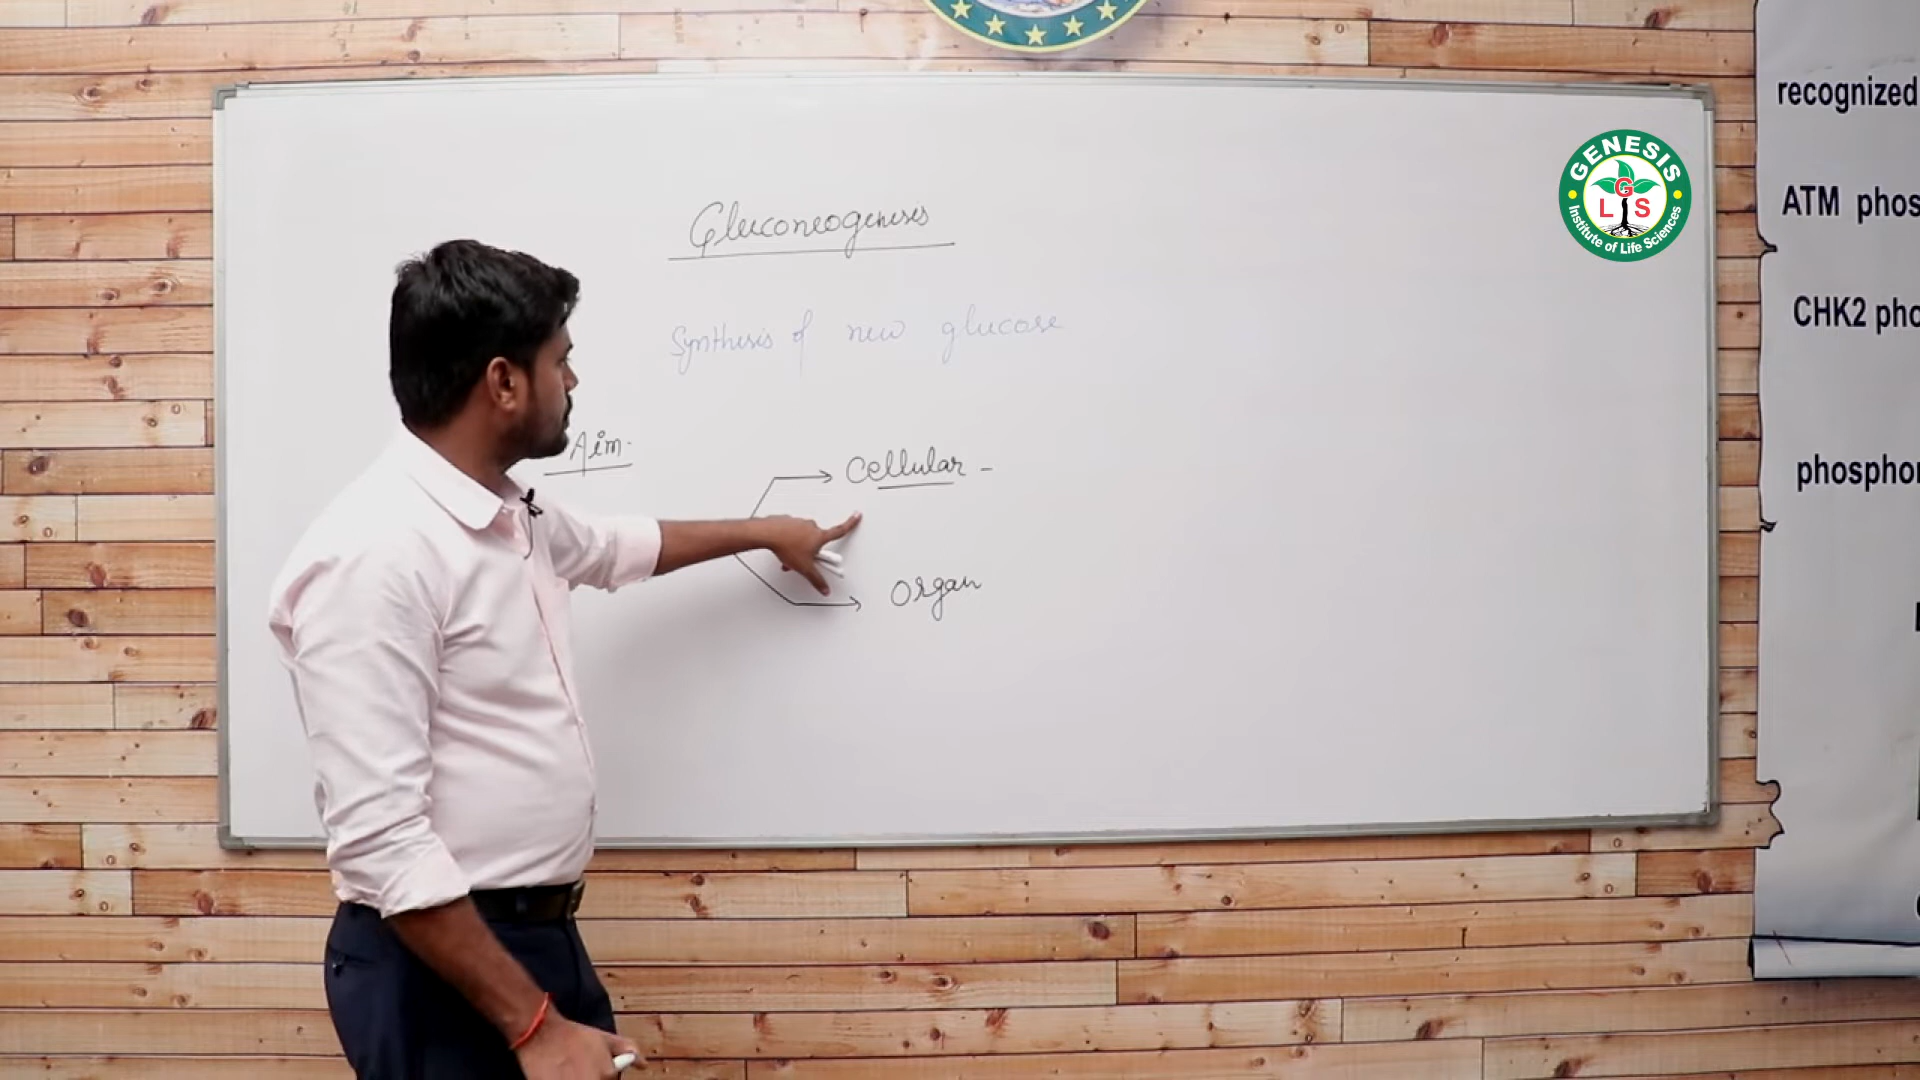 Gluconeogenesis
Synthesis of new glucose
Aim.
Cellular -
Organ
GENESIS
GLS
Institute of Life Sciences
recognized
ATM phos
CHK2 pho
phosphor